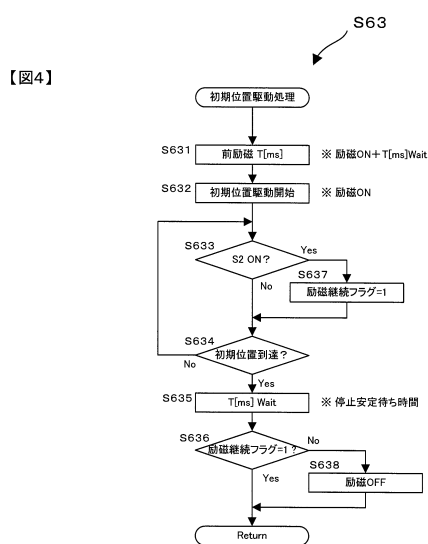 S63
【図4】
初期位置駆動処理
S631
前励磁 T[ms]
※ 励磁ON+T[ms]Wait
S632
初期位置駆動開始
※ 励磁ON
S633
S2 ON?
Yes
No
S637
励磁継続フラグ=1
S634
初期位置到達?
No
Yes
S635
T[ms] Wait
※ 停止安定待ち時間
S636
励磁継続フラグ=1?
No
Yes
S638
励磁OFF
Return